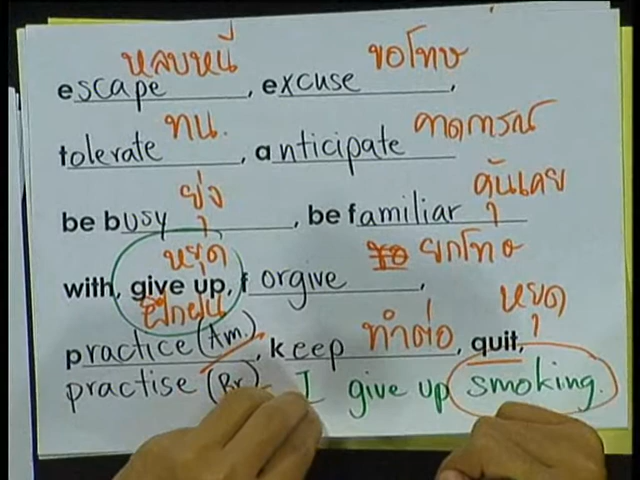 หลบหนี ขอโทษ
escape, excuse,
ทน. คาดการณ์
tolerate, anticipate
ยุ่ง คุ้นเคย
be busy, be familiar
หยุด ยกโทษ
with, give up, forgive,
ฝึกฝน หยุด
practice (Am.), keep ทำต่อ, quit,
practise (Br). I give up smoking.